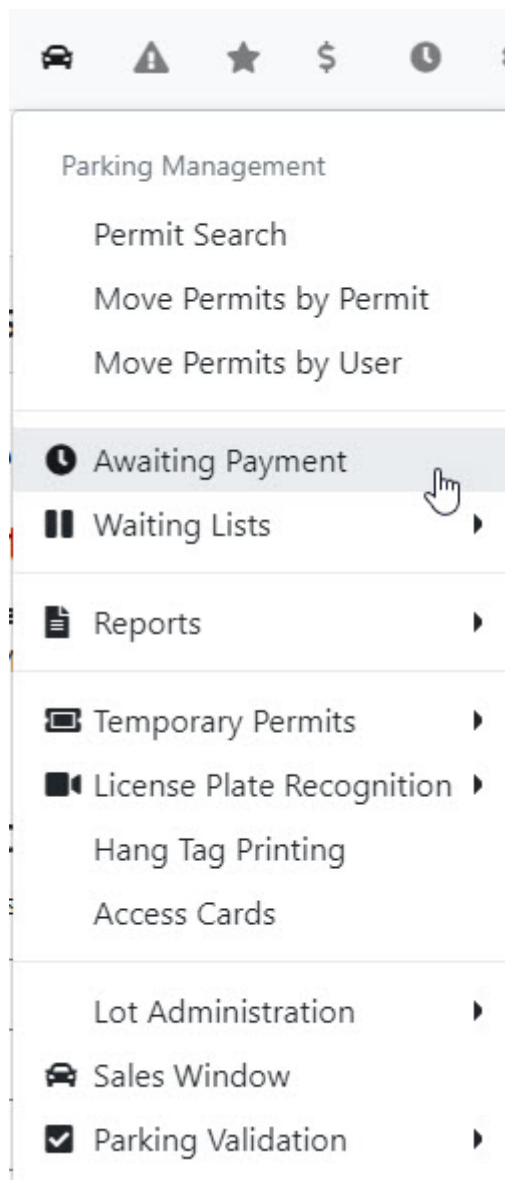 $
Parking Management
Permit Search
Move Permits by Permit
Move Permits by User
Awaiting Payment
Waiting Lists
Reports
Temporary Permits
License Plate Recognition
Hang Tag Printing
Access Cards
Lot Administration
Sales Window
Parking Validation